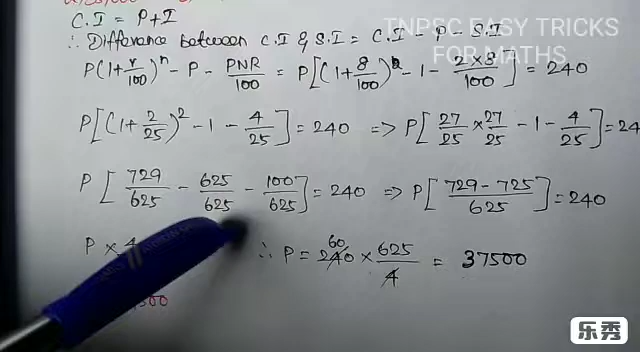 C.I = P+I
TNPSC EASY TRICKS
FOR MATHS
∴ Difference between C.I & S.I = C.I - P - S.I
P(1+r/100)^n - P - PNR/100 = P[(1+8/100)^2 - 1 - 2×8/100] = 240
P[(1+2/25)^2 - 1 - 4/25] = 240 => P[27/25 × 27/25 - 1 - 4/25] = 24
P[729/625 - 625/625 - 100/625] = 240 => P[729-725/625] = 240
P × 4
∴ P = 60 240 × 625/4 = 37500
乐秀